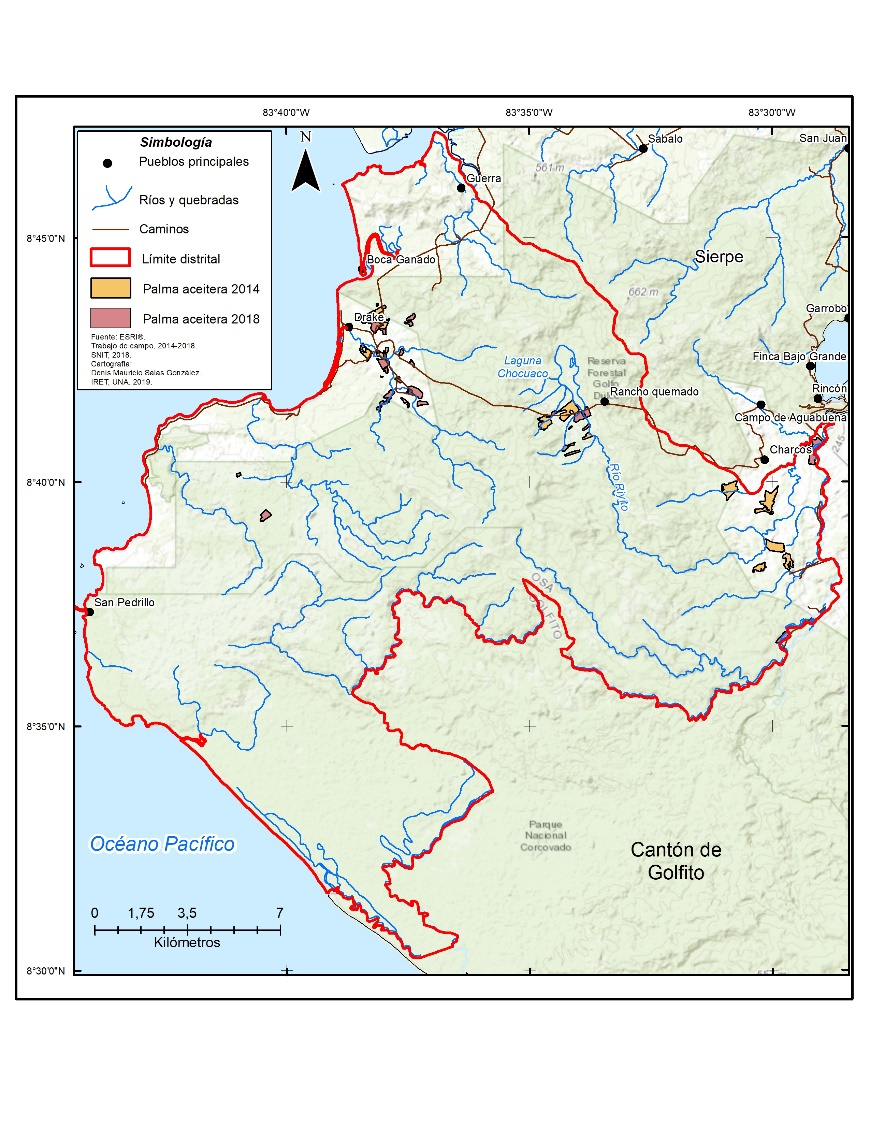 83°40'0"W
83°35'0"W
83°30'0"W
Simbología
Pueblos principales
Ríos y quebradas
Caminos
Límite distrital
Palma aceitera 2014
Palma aceitera 2018
Fuente: ESRI®.
Trabajo de campo, 2014-2018.
SNIT, 2018.
Cartografía:
Denis Mauricio Salas González
IRET, UNA, 2019.
N
Sábalo
San Juan
561 m
Guerra
8°45'0"N
Sierpe
Boca Ganado
662 m
Garrobo
Drake
Finca Bajo Grande
Laguna
Chocuaco
Reserva
Forestal
Golfo
Rincón
Rancho quemado
Campo de Aguabuena
245
Charcos
8°40'0"N
Río Riyito
OSA
GOLFITO
San Pedrillo
8°35'0"N
Parque
Nacional
Corcovado
Océano Pacífico
Cantón de
Golfito
0 1,75 3,5 7
Kilómetros
8°30'0"N